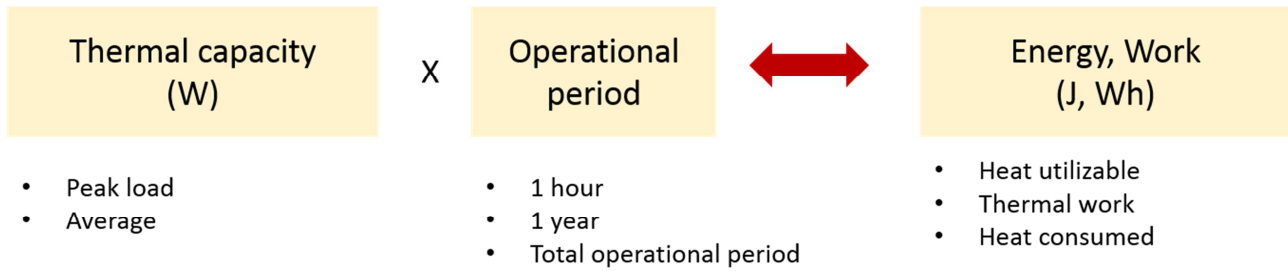 Thermal capacity
(W)
X
Operational
period
Energy, Work
(J, Wh)
• Peak load
• Average
• 1 hour
• 1 year
• Total operational period
• Heat utilizable
• Thermal work
• Heat consumed